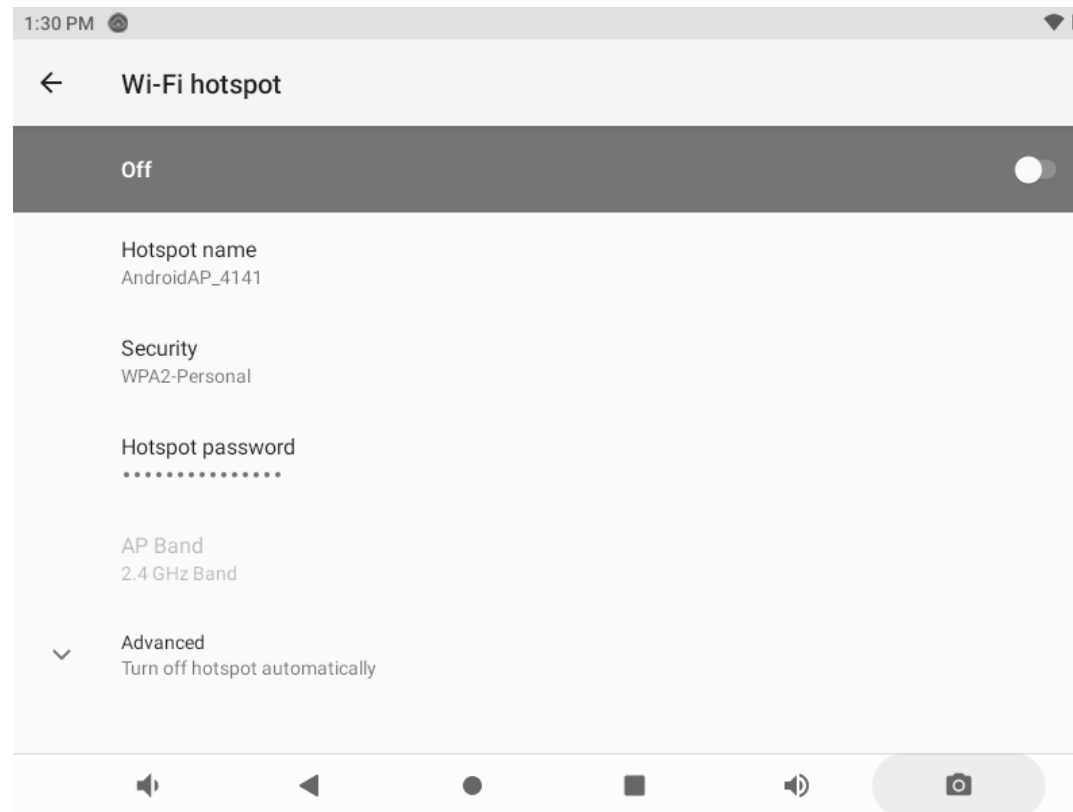 1:30 PM
Wi-Fi hotspot
Off
Hotspot name
AndroidAP_4141
Security
WPA2-Personal
Hotspot password
•••••••••••••••
AP Band
2.4 GHz Band
Advanced
Turn off hotspot automatically